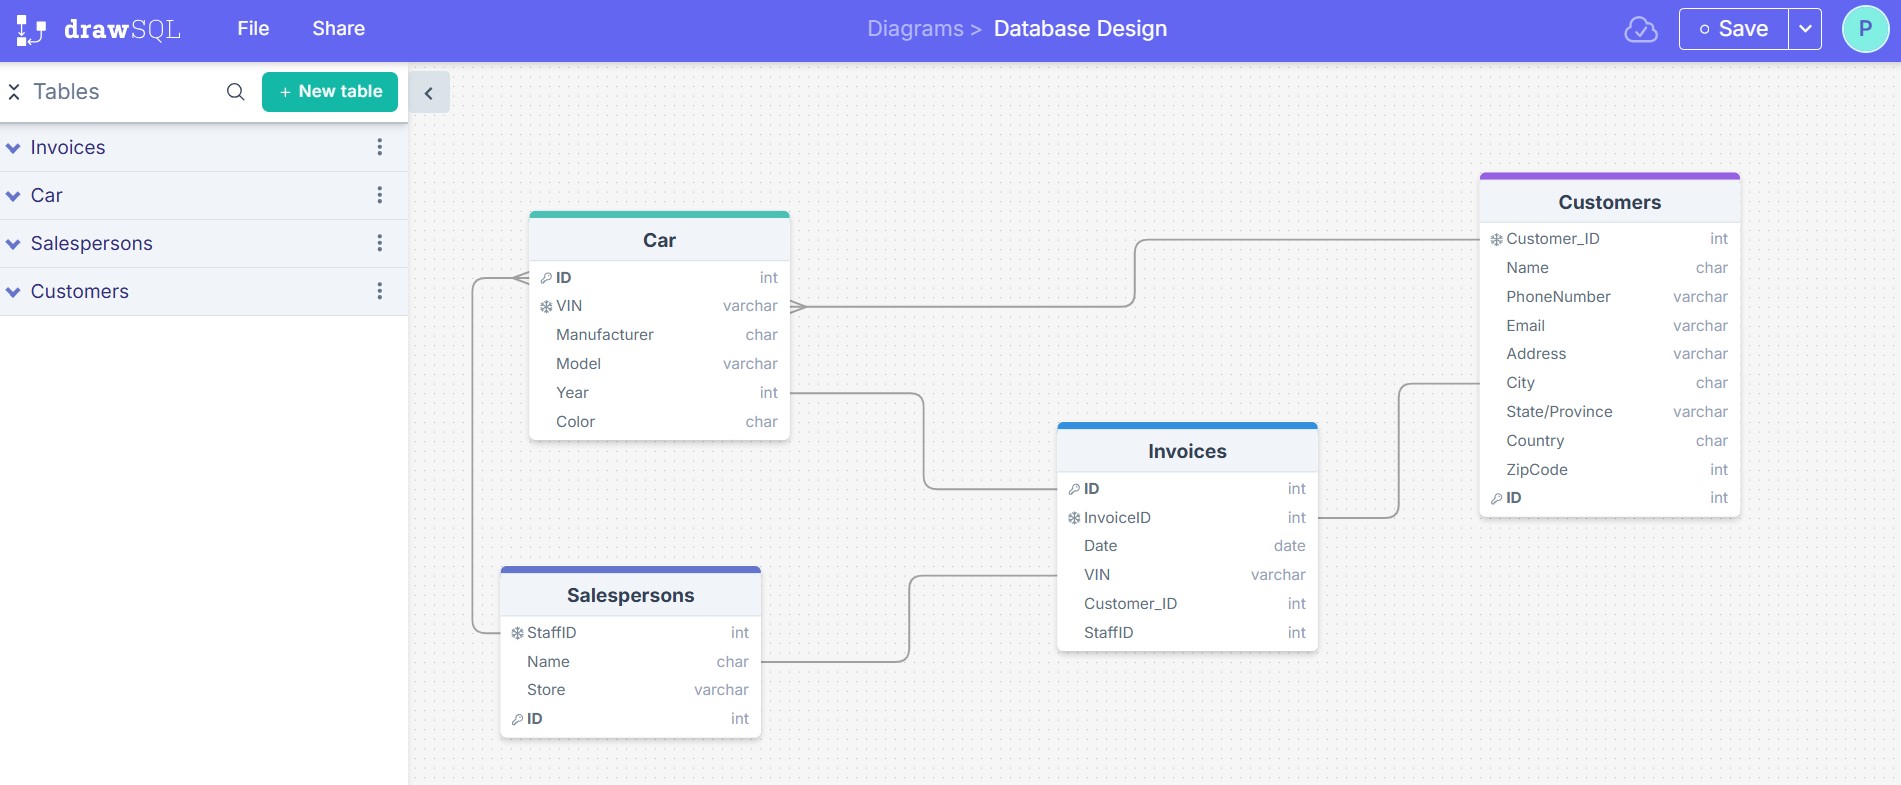 drawSQL File Share Diagrams > Database Design Save P
Tables + New table
Invoices
Car
Salespersons
Customers
Car
ID int
VIN varchar
Manufacturer char
Model varchar
Year int
Color char
Customers
Customer_ID int
Name char
PhoneNumber varchar
Email varchar
Address varchar
City char
State/Province varchar
Country char
ZipCode int
ID int
Invoices
ID int
InvoiceID int
Date date
VIN varchar
Customer_ID int
StaffID int
Salespersons
StaffID int
Name char
Store varchar
ID int